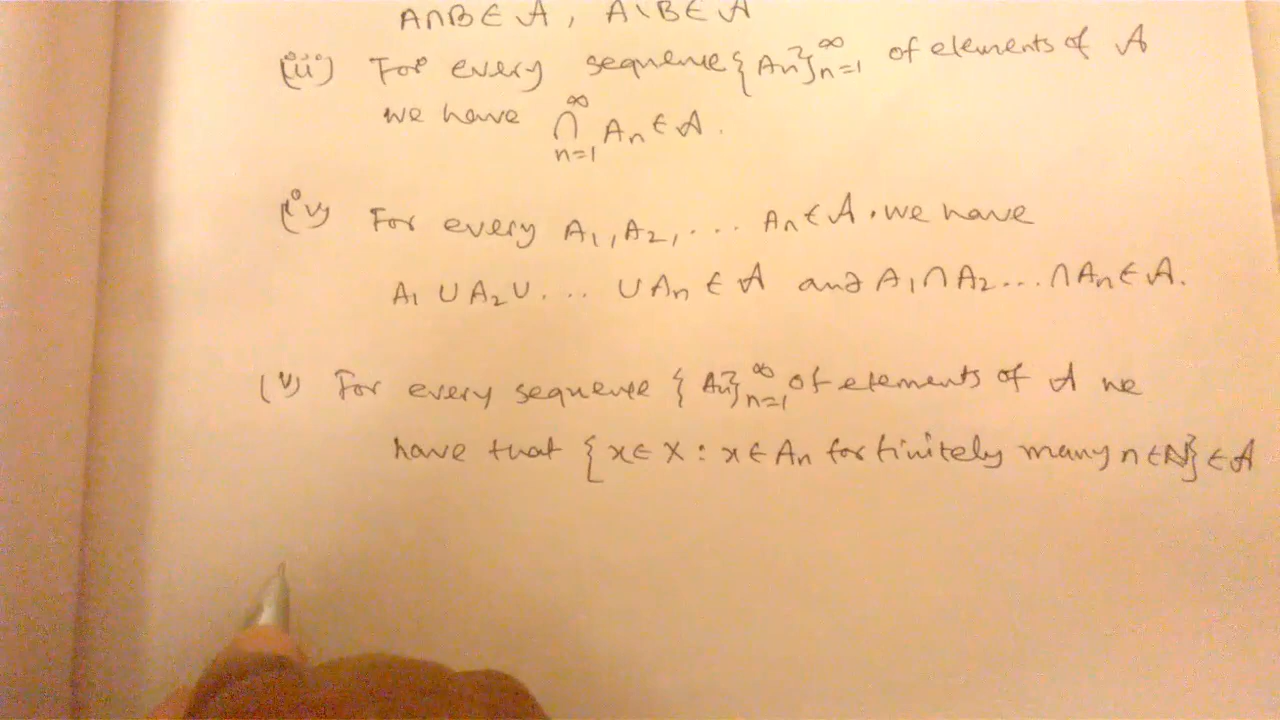 A∩B ∈ 𝒜, A\B ∈ 𝒜
(iii) For every sequence {An}_{n=1}^∞ of elements of 𝒜
we have ⋂_{n=1}^∞ An ∈ 𝒜.
(iv) For every A₁, A₂, ... An ∈ 𝒜. we have
A₁ ∪ A₂ ∪ ... ∪ An ∈ 𝒜 and A₁ ∩ A₂ ... ∩ An ∈ 𝒜.
(v) For every sequence {An}_{n=1}^∞ of elements of 𝒜 we
have that {x ∈ X : x ∈ An for finitely many n ∈ ℕ} ∈ 𝒜